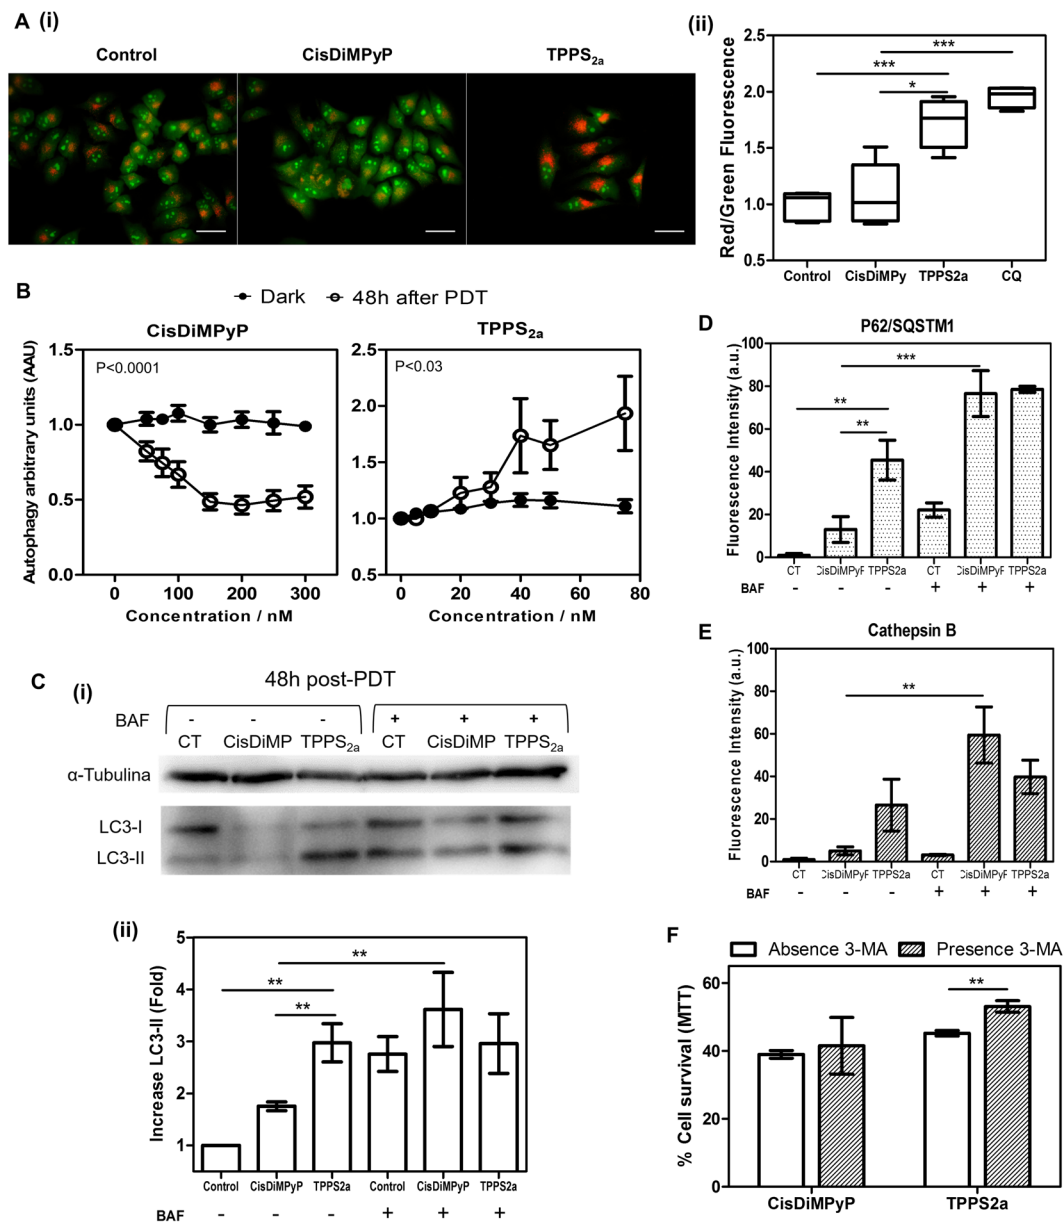 A (i)
Control CisDiMPyP TPPS2a
(ii)
Red/Green Fluorescence
2.5
2.0
1.5
1.0
0.5
***
***
*
Control CisDiMPy TPPS2a CQ
B
Dark 48h after PDT
CisDiMPyP
Autophagy arbitrary units (AAU)
P<0.0001
1.5
1.0
0.5
0.0
0 100 200 300
Concentration / nM
TPPS2a
P<0.03
2.5
2.0
1.5
1.0
0.5
0 20 40 60 80
Concentration / nM
C (i)
48h post-PDT
BAF - - - + + +
CT CisDiMP TPPS2a CT CisDiMP TPPS2a
α-Tubulina
LC3-I
LC3-II
(ii)
Increase LC3-II (Fold)
5
4
3
2
1
**
**
**
Control CisDiMPyP TPPS2a Control CisDiMPyP TPPS2a
BAF - - - + + +
D
P62/SQSTM1
Fluorescence Intensity (a.u.)
100
80
60
40
20
0
***
**
**
CT CisDiMPyP TPPS2a CT CisDiMPyP TPPS2a
BAF - - - + + +
E
Cathepsin B
Fluorescence Intensity (a.u.)
100
80
60
40
20
0
**
CT CisDiMPyP TPPS2a CT CisDiMPyP TPPS2a
BAF - - - + + +
F
Absence 3-MA Presence 3-MA
% Cell survival (MTT)
60
40
20
0
**
CisDiMPyP TPPS2a